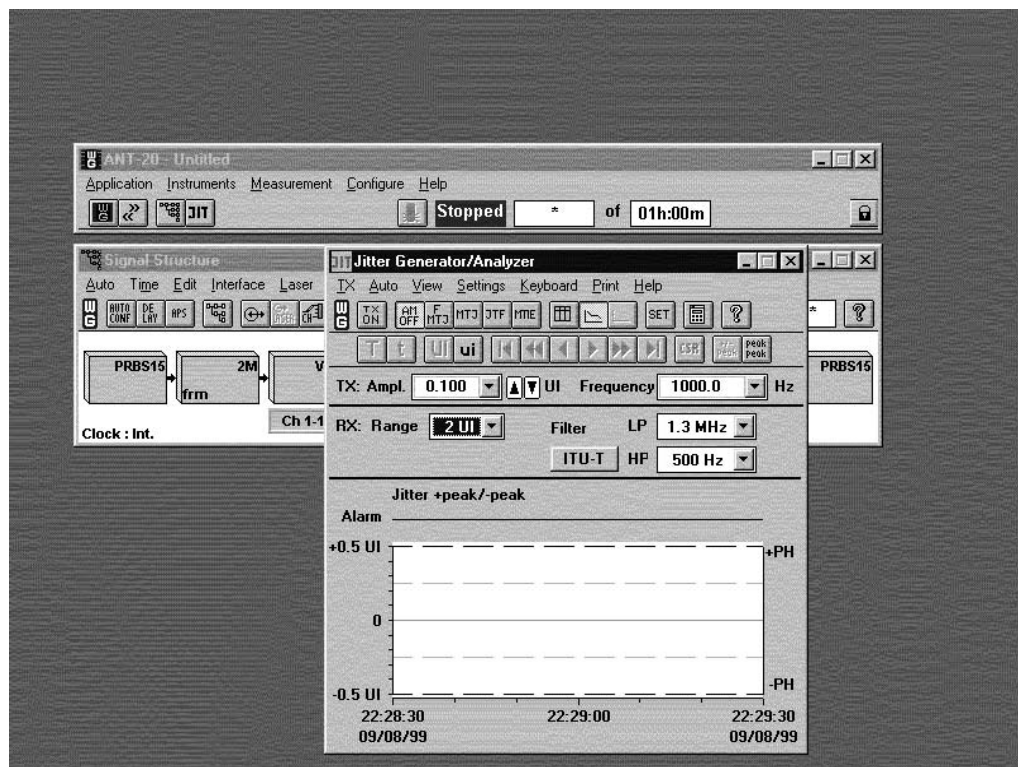 WG ANT-20 - Untitled
Application Instruments Measurement Configure Help
WG JIT Stopped * of 01h:00m
Signal Structure
Auto Time Edit Interface Laser
WG AUTO CONF DE LAY APS
PRBS15 2M frm V
Ch 1-1
Clock : Int.
*
PRBS15
JIT Jitter Generator/Analyzer
TX Auto View Settings Keyboard Print Help
WG TX ON AM OFF F MTJ MTJ JTF MTIE SET ?
T t UI ui CSR peak peak
TX: Ampl. 0.100 UI Frequency 1000.0 Hz
RX: Range 2 UI Filter LP 1.3 MHz
ITU-T HP 500 Hz
Jitter +peak/-peak
Alarm
+0.5 UI +PH
0
-0.5 UI -PH
22:28:30 22:29:00 22:29:30
09/08/99 09/08/99